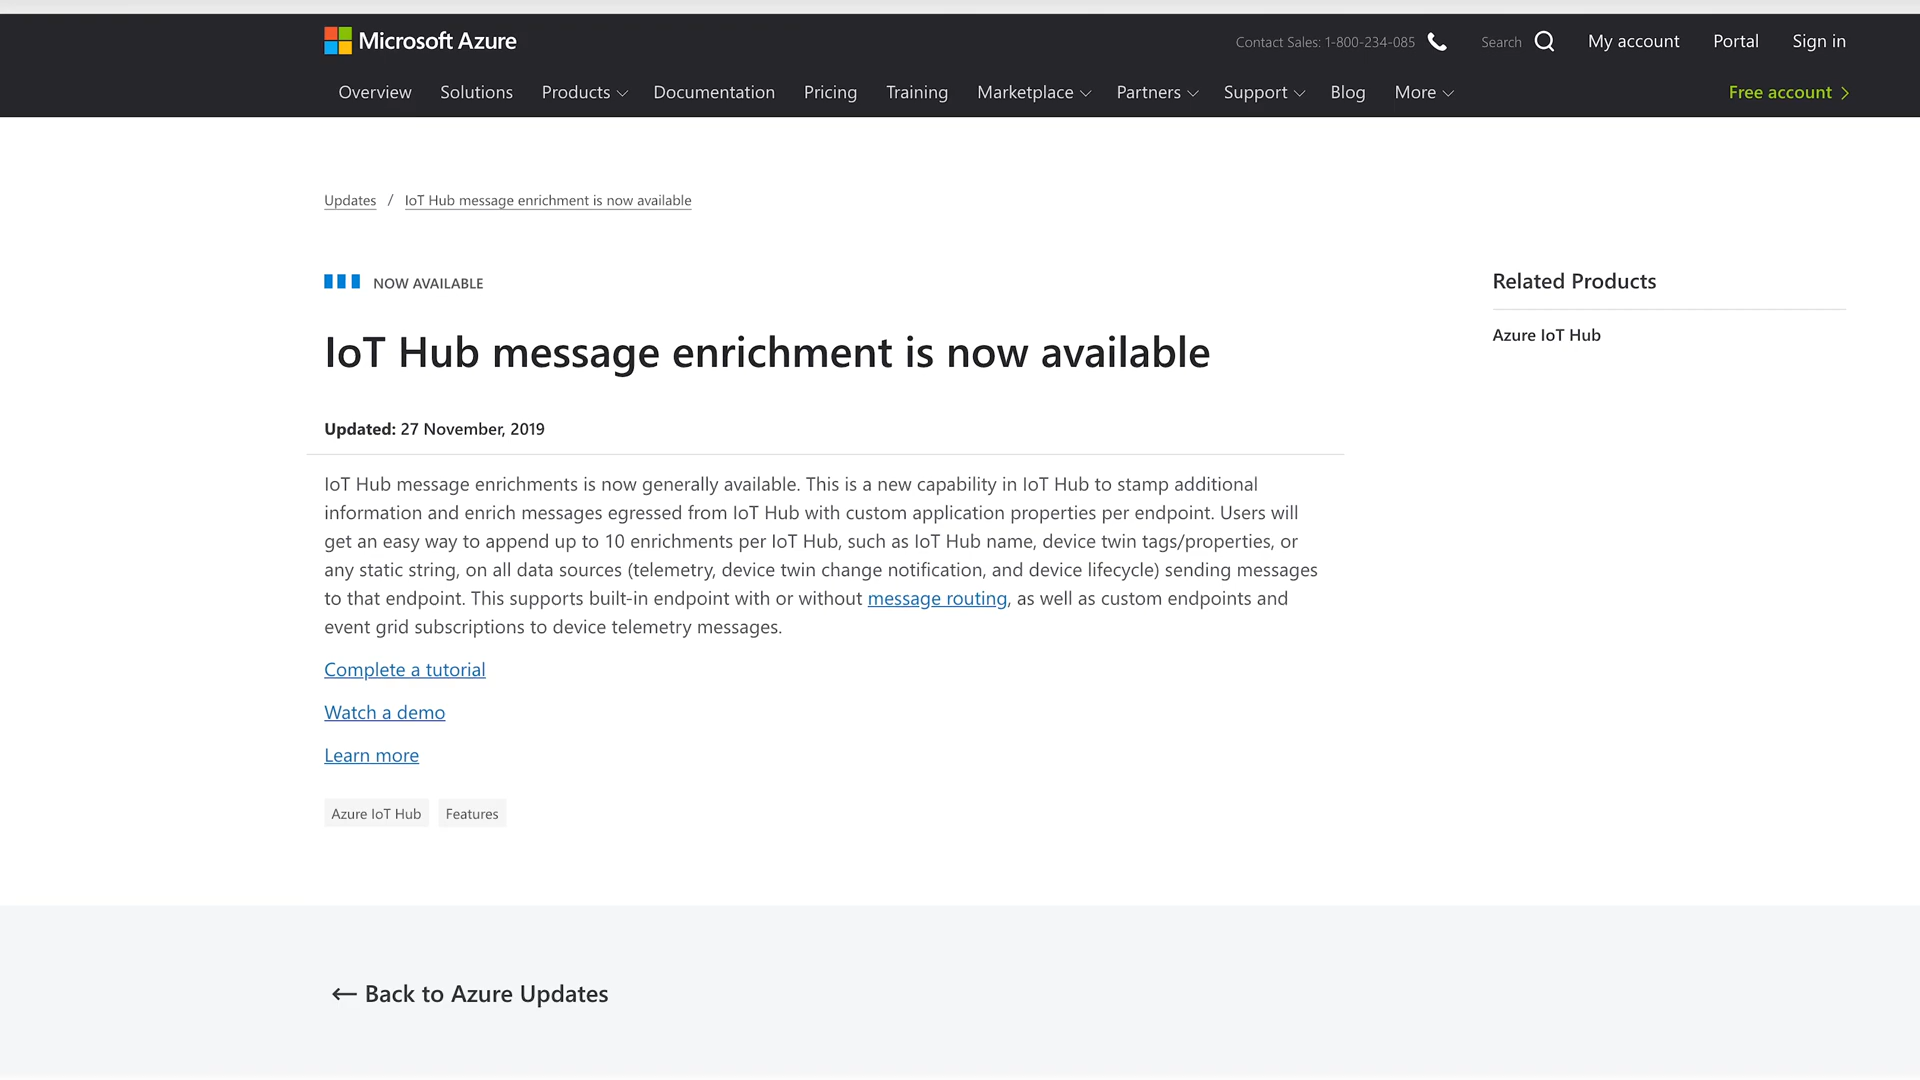 Microsoft Azure
Contact Sales: 1-800-234-085
Search
My account
Portal
Sign in
Overview
Solutions
Products
Documentation
Pricing
Training
Marketplace
Partners
Support
Blog
More
Free account
Updates / IoT Hub message enrichment is now available
NOW AVAILABLE
IoT Hub message enrichment is now available
Updated: 27 November, 2019
IoT Hub message enrichments is now generally available. This is a new capability in IoT Hub to stamp additional
information and enrich messages egressed from IoT Hub with custom application properties per endpoint. Users will
get an easy way to append up to 10 enrichments per IoT Hub, such as IoT Hub name, device twin tags/properties, or
any static string, on all data sources (telemetry, device twin change notification, and device lifecycle) sending messages
to that endpoint. This supports built-in endpoint with or without message routing, as well as custom endpoints and
event grid subscriptions to device telemetry messages.
Complete a tutorial
Watch a demo
Learn more
Azure IoT Hub
Features
Related Products
Azure IoT Hub
← Back to Azure Updates